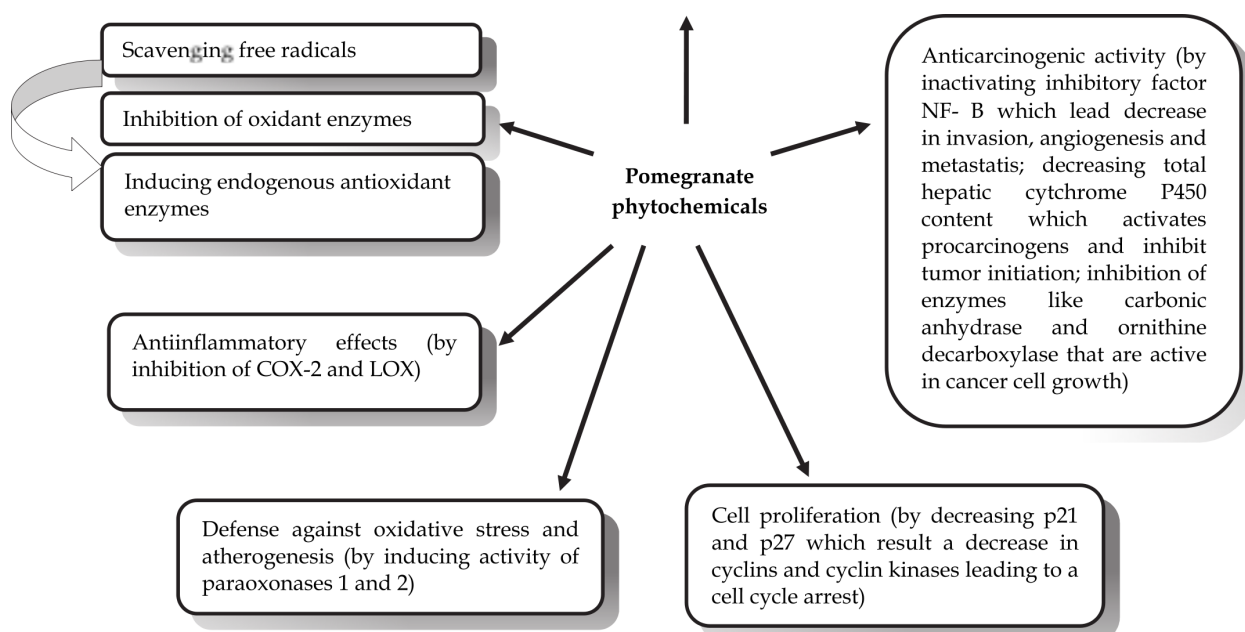 Scavenging free radicals
Inhibition of oxidant enzymes
Inducing endogenous antioxidant
enzymes
Antiinflammatory effects (by
inhibition of COX-2 and LOX)
Defense against oxidative stress and
atherogenesis (by inducing activity of
paraoxonases 1 and 2)
Pomegranate
phytochemicals
Cell proliferation (by decreasing p21
and p27 which result a decrease in
cyclins and cyclin kinases leading to a
cell cycle arrest)
Anticarcinogenic activity (by
inactivating inhibitory factor
NF- B which lead decrease
in invasion, angiogenesis and
metastatis; decreasing total
hepatic cytchrome P450
content which activates
procarcinogens and inhibit
tumor initiation; inhibition of
enzymes like carbonic
anhydrase and ornithine
decarboxylase that are active
in cancer cell growth)